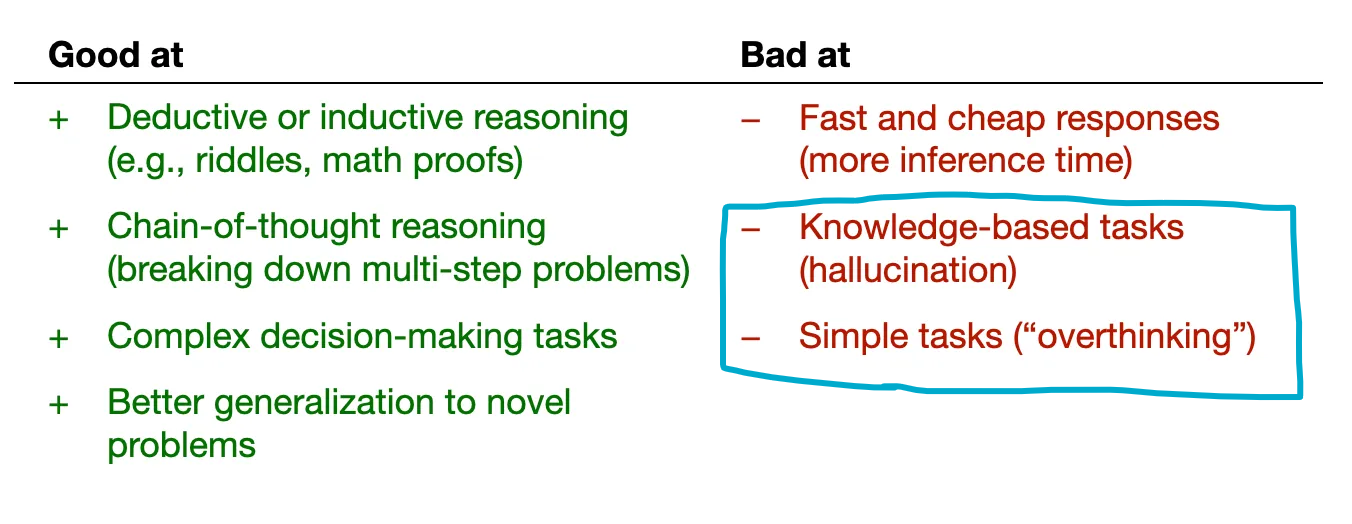 Good at
+ Deductive or inductive reasoning
(e.g., riddles, math proofs)
+ Chain-of-thought reasoning
(breaking down multi-step problems)
+ Complex decision-making tasks
+ Better generalization to novel
problems
Bad at
– Fast and cheap responses
(more inference time)
– Knowledge-based tasks
(hallucination)
– Simple tasks (“overthinking”)